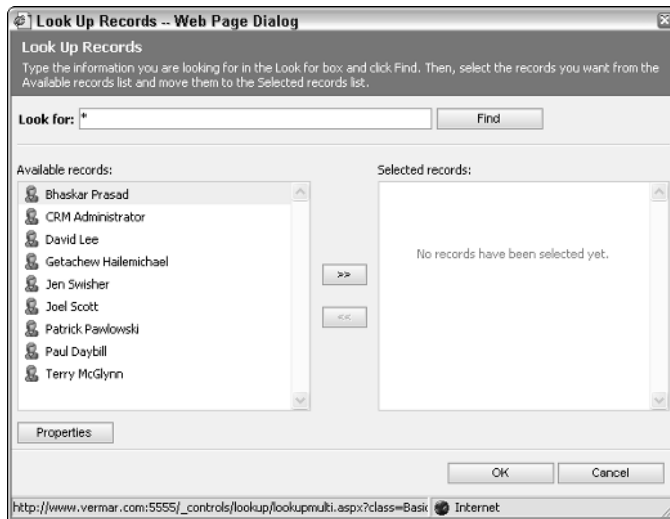 Look Up Records -- Web Page Dialog
Look Up Records
Type the information you are looking for in the Look for box and click Find. Then, select the records you want from the
Available records list and move them to the Selected records list.
Look for: * Find
Available records: Selected records:
Bhaskar Prasad
CRM Administrator
David Lee
Getachew Hailemichael
Jen Swisher
Joel Scott
Patrick Pawlowski
Paul Daybill
Terry McGlynn
No records have been selected yet.
>>
<<
Properties
OK Cancel
http://www.vermar.com:5555/_controls/lookup/lookupmulti.aspx?class=Basic Internet